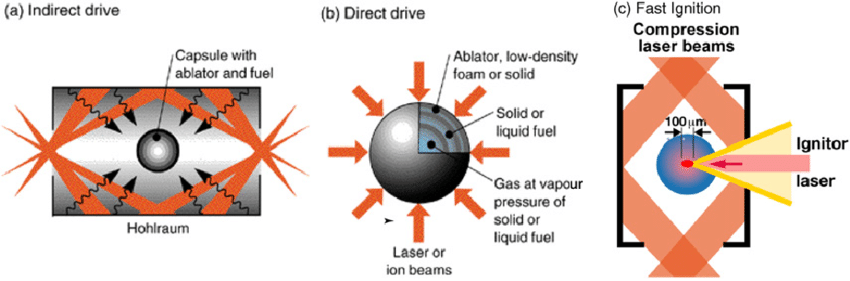 (a) Indirect drive
Capsule with
ablator and fuel
Hohlraum
(b) Direct drive
Ablator, low-density
foam or solid
Solid or
liquid fuel
Gas at vapour
pressure of
solid or
liquid fuel
Laser or
ion beams
(c) Fast Ignition
Compression
laser beams
100μm
Ignitor
laser